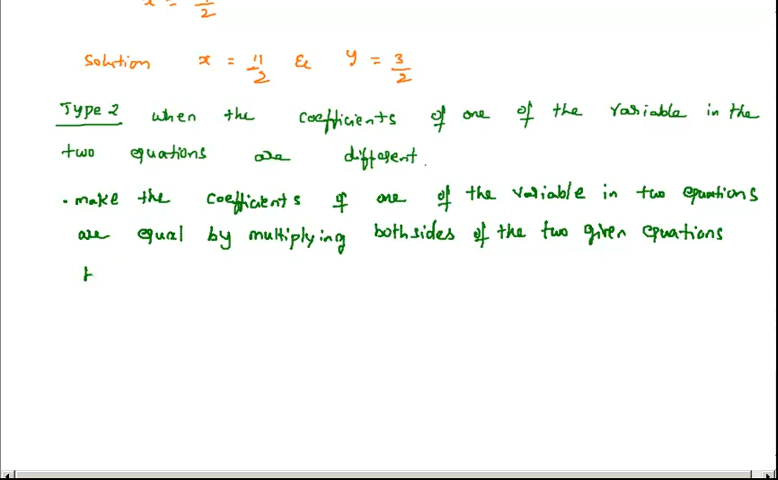 Solution x = 11/2 & y = 3/2
Type 2 when the coefficients of one of the variable in the
two equations are different.
• make the coefficients of one of the variable in two equations
are equal by multiplying bothsides of the two given equations